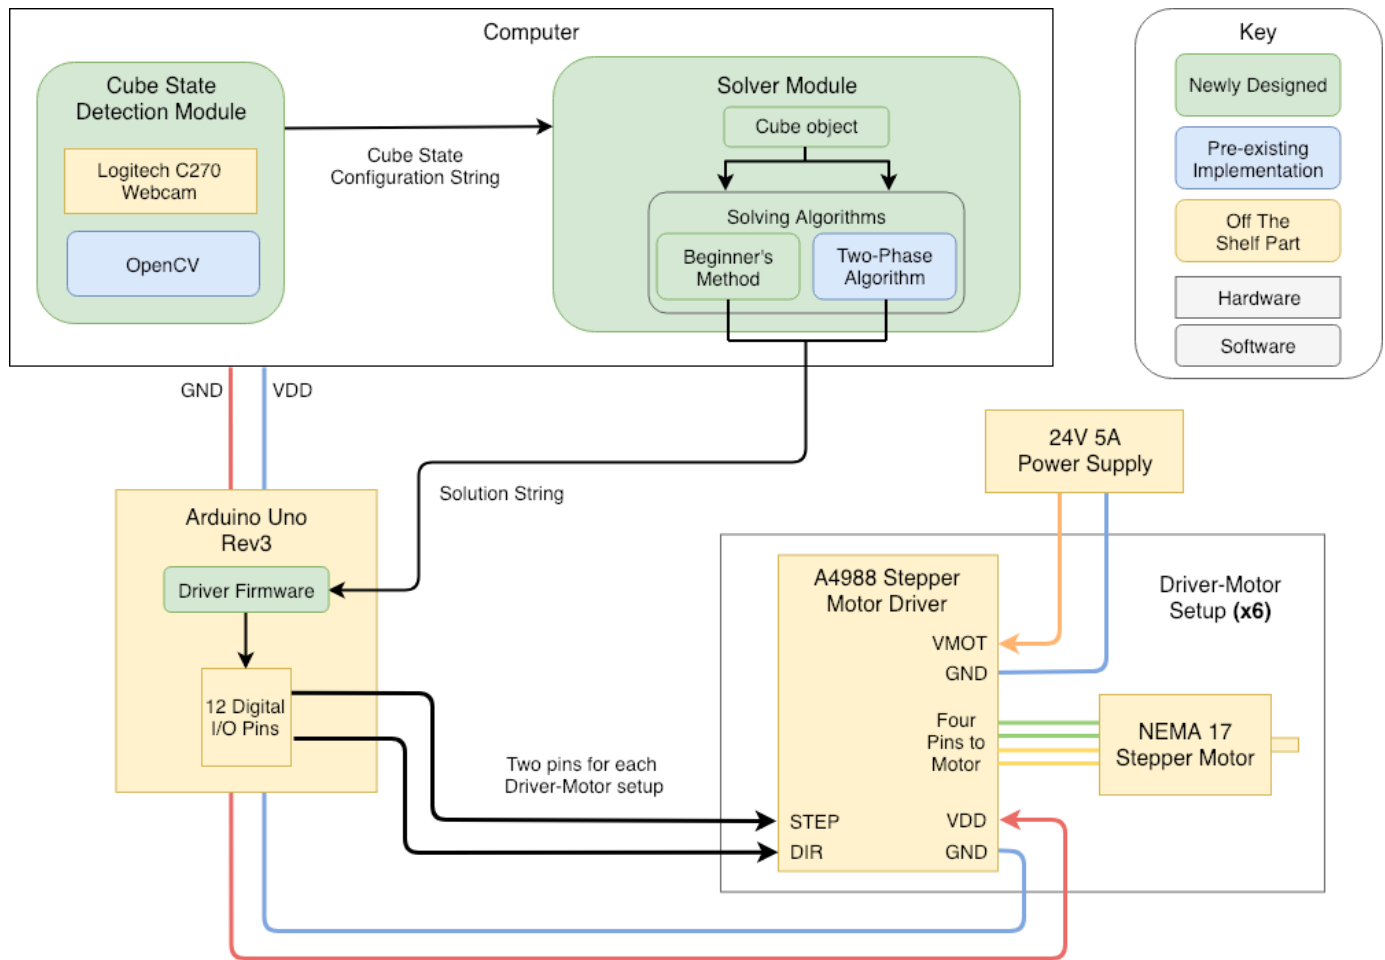 Computer
Cube State
Detection Module
Logitech C270
Webcam
OpenCV
Cube State
Configuration String
Solver Module
Cube object
Solving Algorithms
Beginner's
Method
Two-Phase
Algorithm
Key
Newly Designed
Pre-existing
Implementation
Off The
Shelf Part
Hardware
Software
GND
VDD
Solution String
24V 5A
Power Supply
Arduino Uno
Rev3
Driver Firmware
12 Digital
I/O Pins
Two pins for each
Driver-Motor setup
Driver-Motor
Setup (x6)
A4988 Stepper
Motor Driver
VMOT
GND
Four
Pins to
Motor
NEMA 17
Stepper Motor
STEP
DIR
VDD
GND